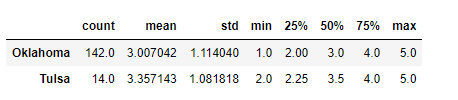 count mean std min 25% 50% 75% max
Oklahoma 142.0 3.007042 1.114040 1.0 2.00 3.0 4.0 5.0
Tulsa 14.0 3.357143 1.081818 2.0 2.25 3.5 4.0 5.0